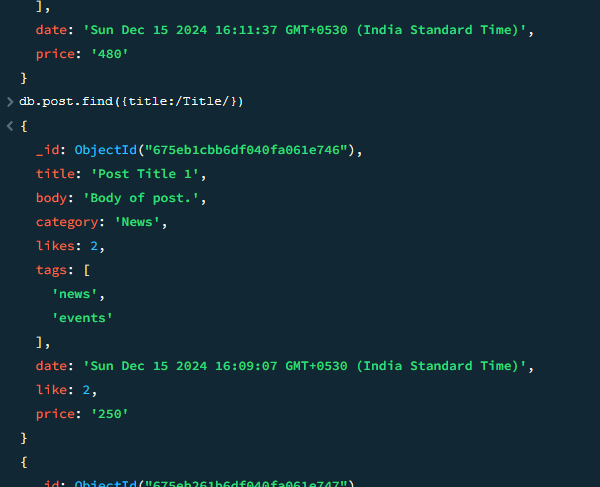 ],
date: 'Sun Dec 15 2024 16:11:37 GMT+0530 (India Standard Time)',
price: '480'
}
> db.post.find({title:/Title/})
< {
_id: ObjectId("675eb1cbb6df040fa061e746"),
title: 'Post Title 1',
body: 'Body of post.',
category: 'News',
likes: 2,
tags: [
'news',
'events'
],
date: 'Sun Dec 15 2024 16:09:07 GMT+0530 (India Standard Time)',
like: 2,
price: '250'
}
{
_id: ObjectId("675eb261b6df040fa061e747")